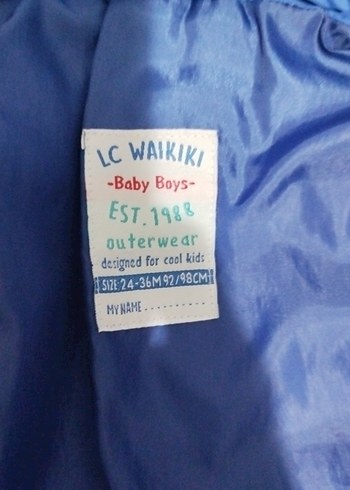 LC WAIKIKI
-Baby Boys-
EST. 1988
outerwear
designed for cool kids
SIZE:24-36M 92/98CM
MY NAME..........